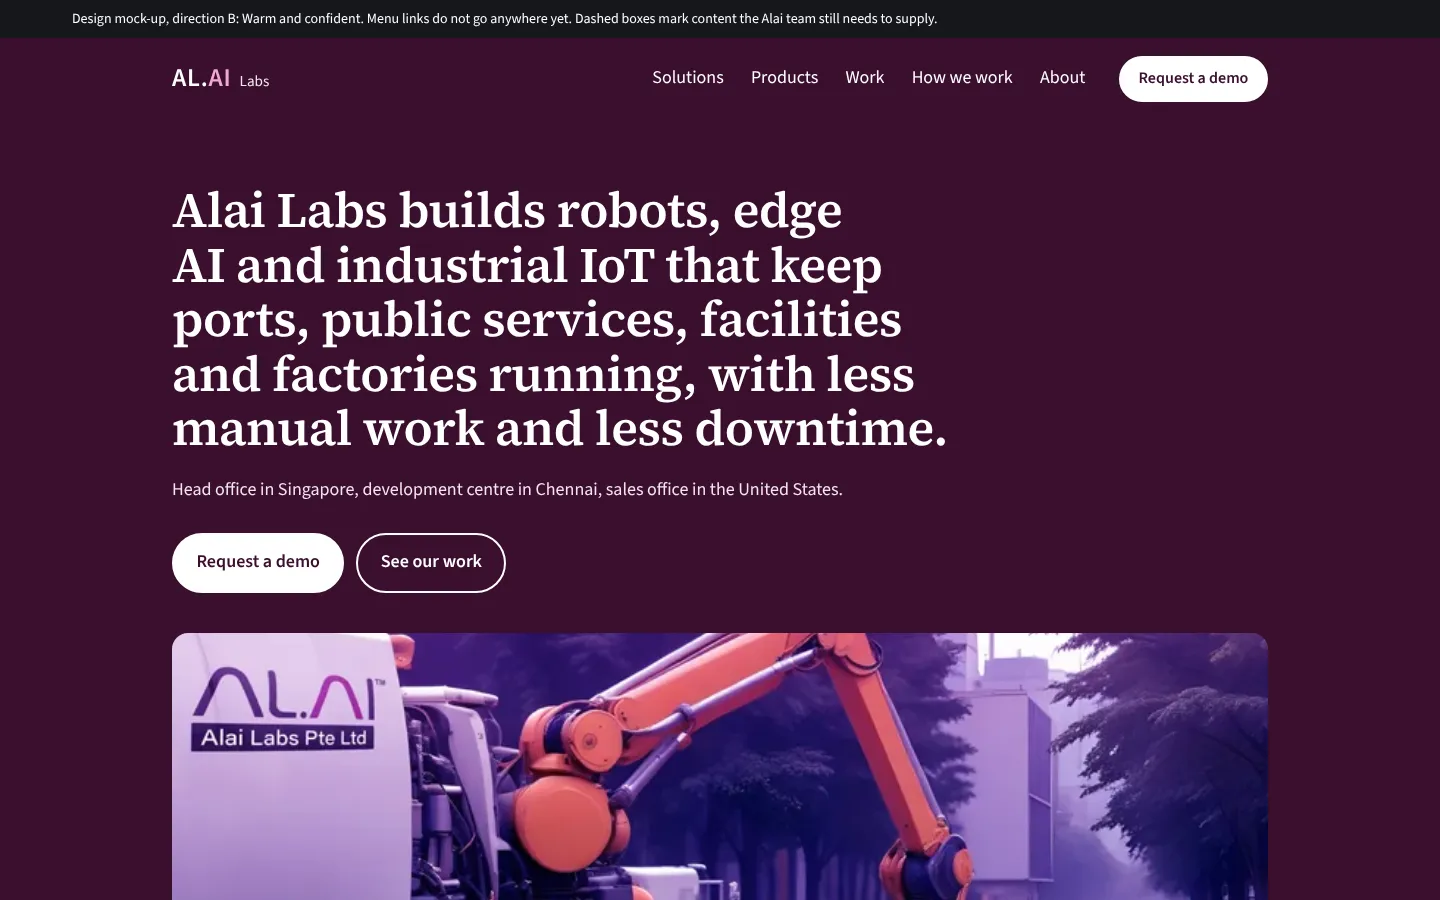 Design mock-up, direction B: Warm and confident. Menu links do not go anywhere yet. Dashed boxes mark content the Alai team still needs to supply.
AL.AI Labs
Solutions
Products
Work
How we work
About
Request a demo
Alai Labs builds robots, edge
AI and industrial IoT that keep
ports, public services, facilities
and factories running, with less
manual work and less downtime.
Head office in Singapore, development centre in Chennai, sales office in the United States.
Request a demo
See our work
AL.AI™
Alai Labs Pte Ltd